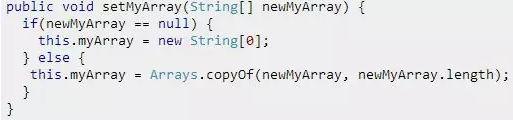 public void setMyArray(String[] newMyArray) {
  if(newMyArray == null) {
    this.myArray = new String[0];
  } else {
   this.myArray = Arrays.copyOf(newMyArray, newMyArray.length);
  }
}